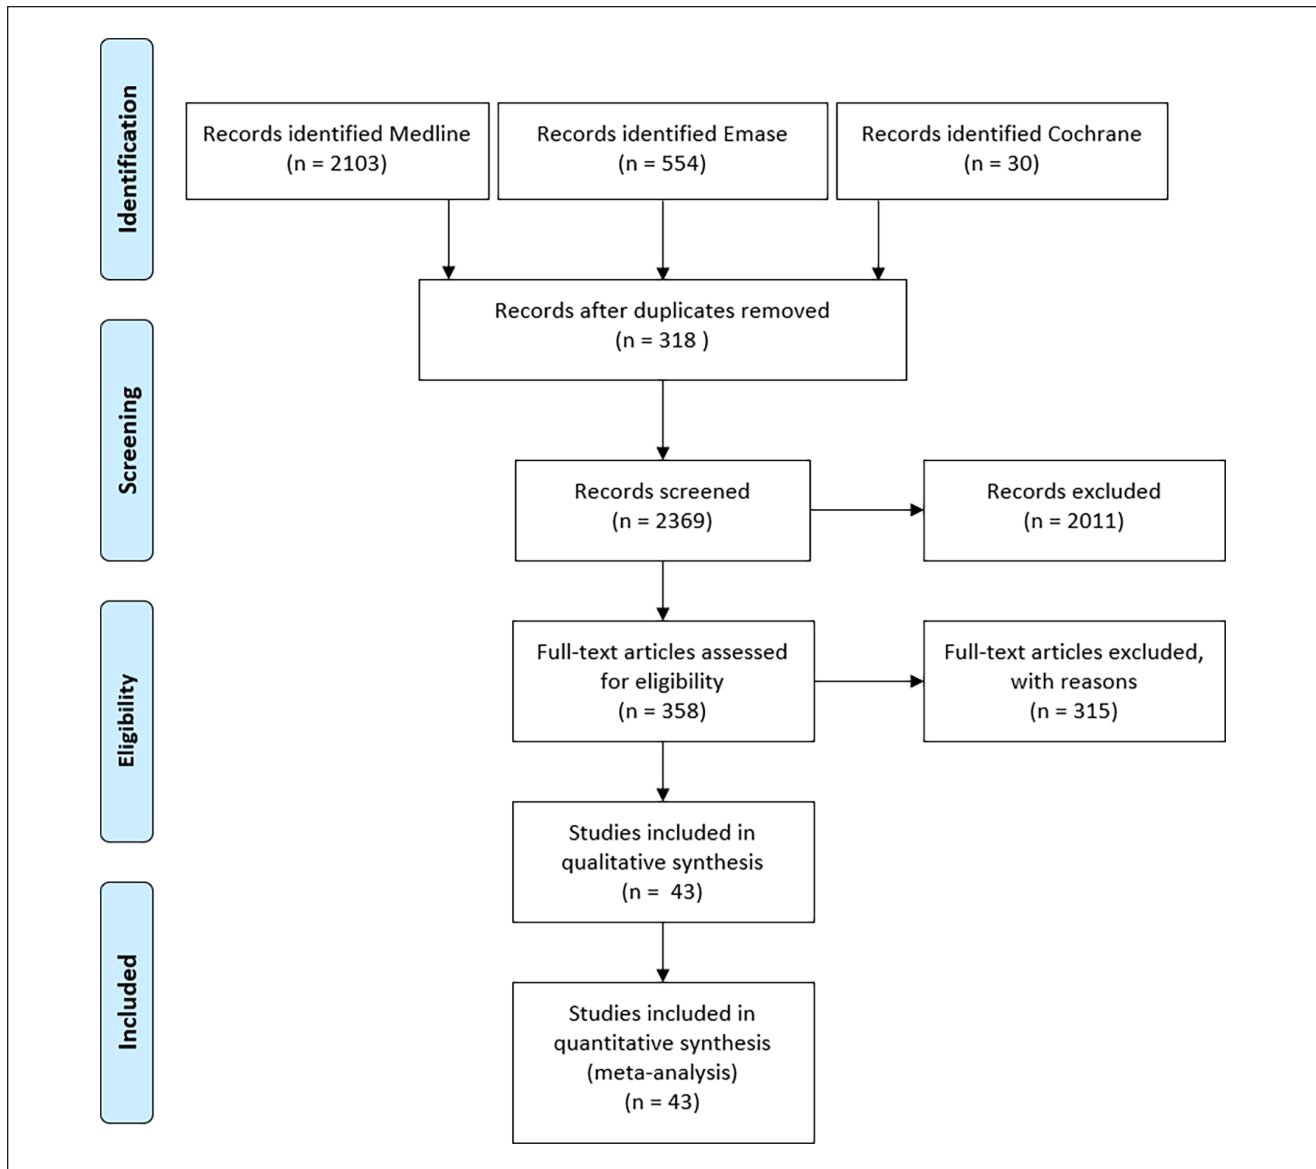 Identification
Records identified Medline
(n = 2103)
Records identified Emase
(n = 554)
Records identified Cochrane
(n = 30)
Records after duplicates removed
(n = 318 )
Screening
Records screened
(n = 2369)
Records excluded
(n = 2011)
Eligibility
Full-text articles assessed
for eligibility
(n = 358)
Full-text articles excluded,
with reasons
(n = 315)
Studies included in
qualitative synthesis
(n =  43)
Included
Studies included in
quantitative synthesis
(meta-analysis)
(n = 43)